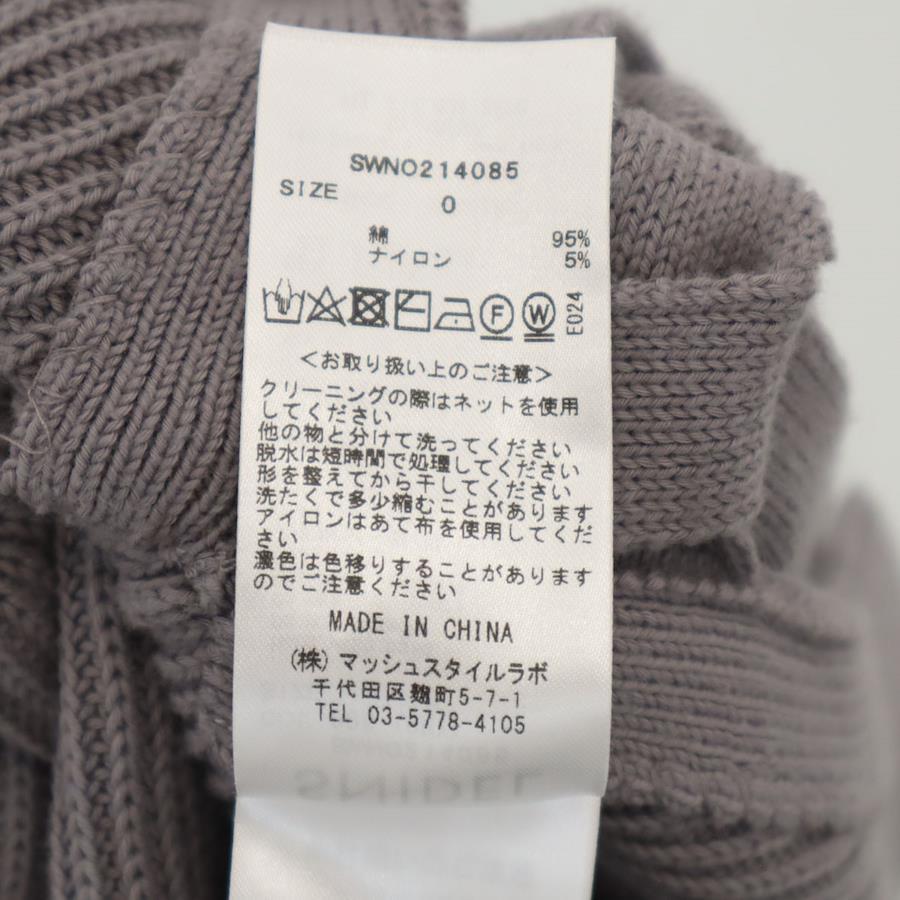 SWNO214085
SIZE 0
綿 95%
ナイロン 5%
F W E024
<お取り扱い上のご注意>
クリーニングの際はネットを使用
してください
他の物と分けて洗ってください
脱水は短時間で処理してください
形を整えてから干してください
洗たくで多少縮むことがあります
アイロンはあて布を使用してくだ
さい
濃色は色移りすることがあります
のでご注意ください
MADE IN CHINA
(株)マッシュスタイルラボ
千代田区麹町5-7-1
TEL 03-5778-4105
SWNO214085
SNIDEL